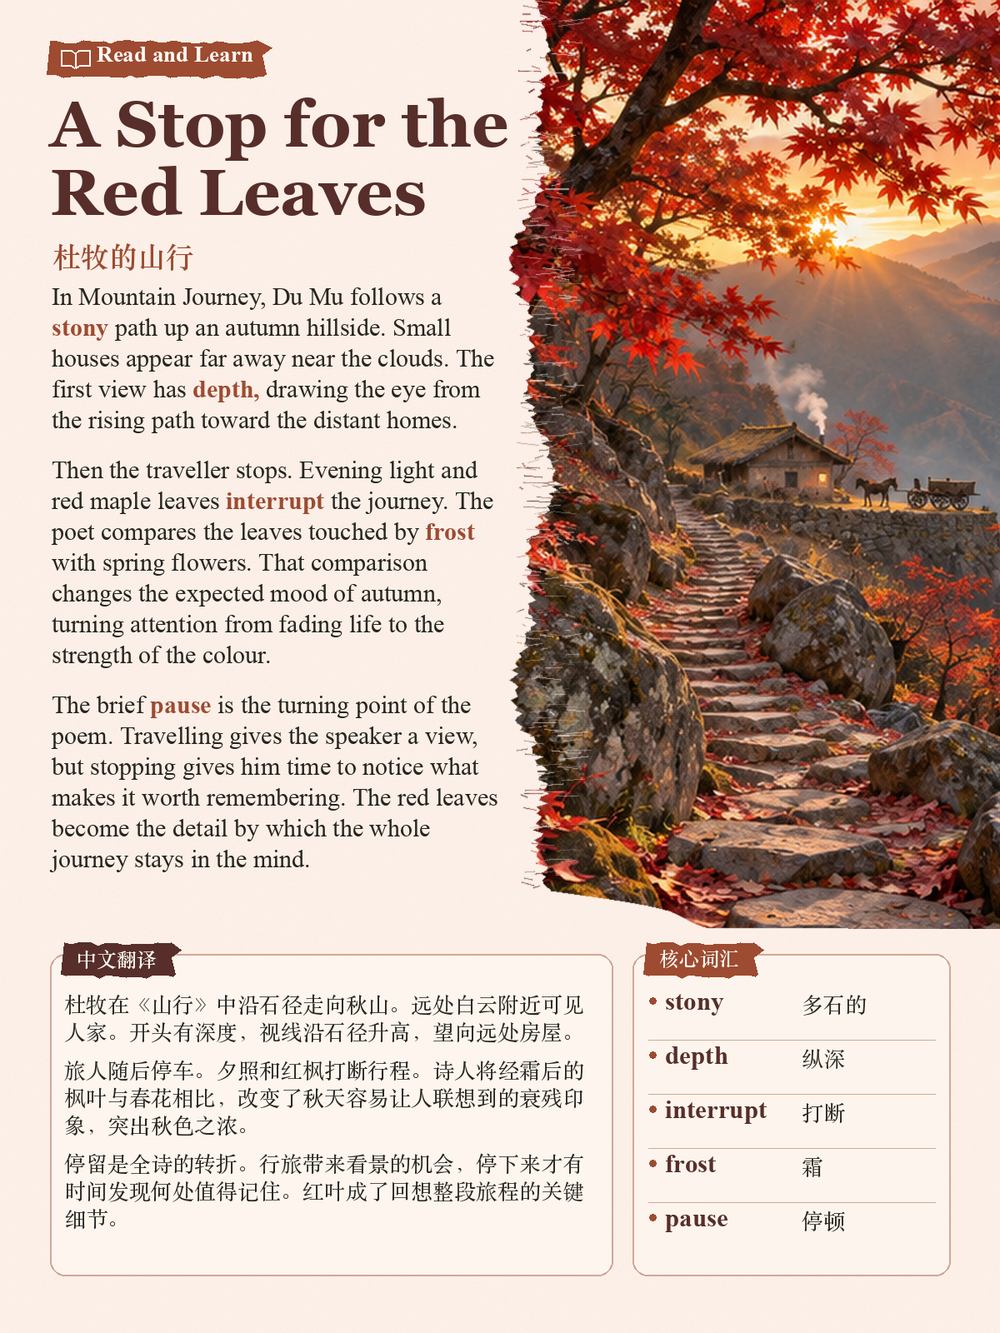 Read and Learn
A Stop for the
Red Leaves
杜牧的山行
In Mountain Journey, Du Mu follows a
stony path up an autumn hillside. Small
houses appear far away near the clouds. The
first view has depth, drawing the eye from
the rising path toward the distant homes.
Then the traveller stops. Evening light and
red maple leaves interrupt the journey. The
poet compares the leaves touched by frost
with spring flowers. That comparison
changes the expected mood of autumn,
turning attention from fading life to the
strength of the colour.
The brief pause is the turning point of the
poem. Travelling gives the speaker a view,
but stopping gives him time to notice what
makes it worth remembering. The red leaves
become the detail by which the whole
journey stays in the mind.
中文翻译
杜牧在《山行》中沿石径走向秋山。远处白云附近可见
人家。开头有深度，视线沿石径升高，望向远处房屋。
旅人随后停车。夕照和红枫打断行程。诗人将经霜后的
枫叶与春花相比，改变了秋天容易让人联想到的衰残印
象，突出秋色之浓。
停留是全诗的转折。行旅带来看景的机会，停下来才有
时间发现何处值得记住。红叶成了回想整段旅程的关键
细节。
核心词汇
• stony 多石的
• depth 纵深
• interrupt 打断
• frost 霜
• pause 停顿